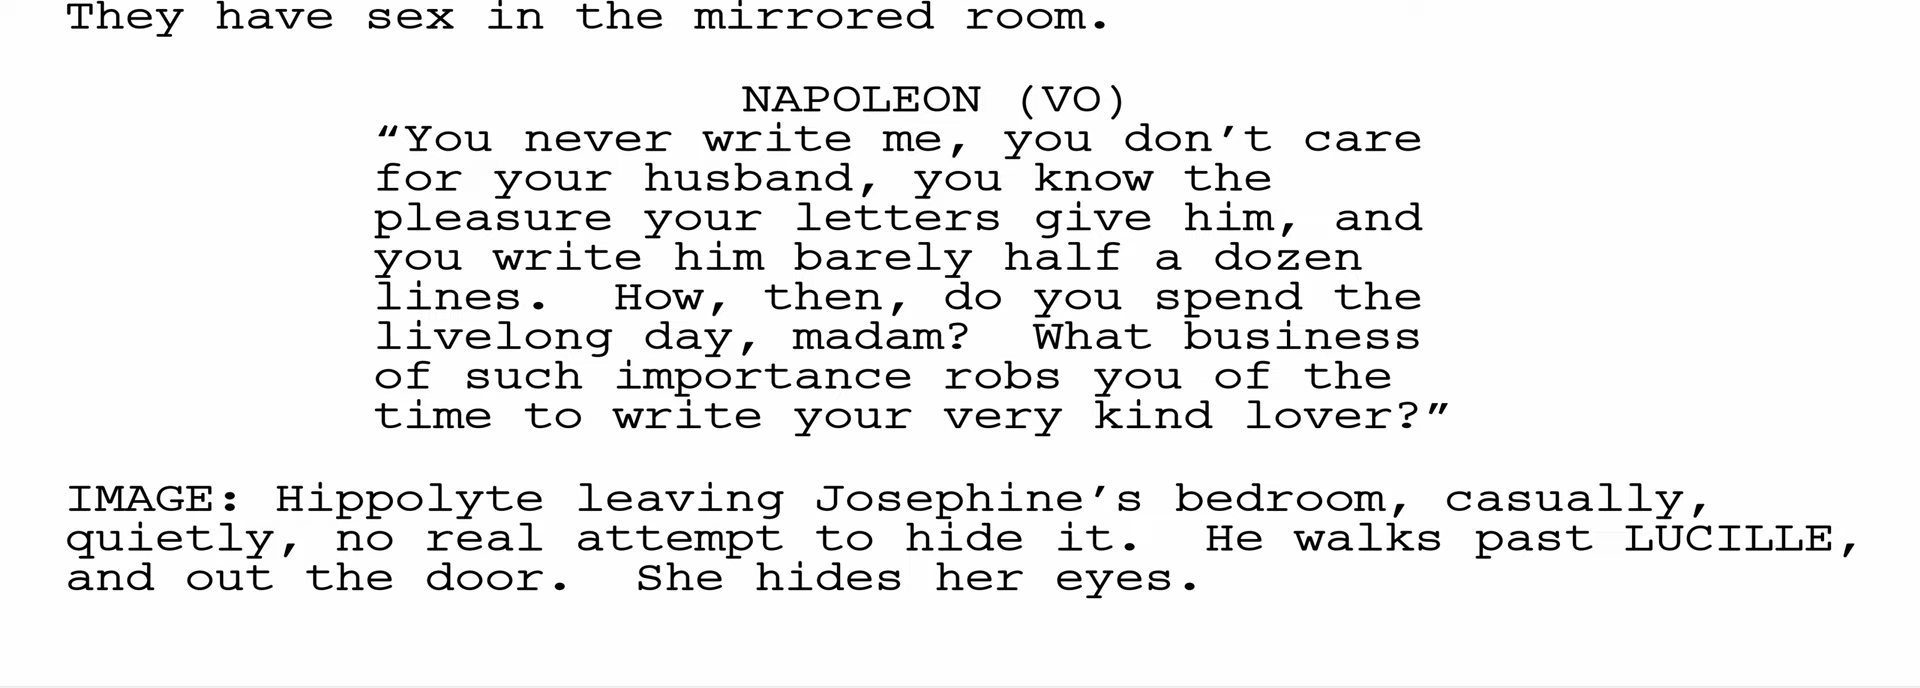 They have sex in the mirrored room.
NAPOLEON (VO)
“You never write me, you don’t care
for your husband, you know the
pleasure your letters give him, and
you write him barely half a dozen
lines.  How, then, do you spend the
livelong day, madam?  What business
of such importance robs you of the
time to write your very kind lover?”
IMAGE: Hippolyte leaving Josephine’s bedroom, casually,
quietly, no real attempt to hide it.  He walks past LUCILLE,
and out the door.  She hides her eyes.